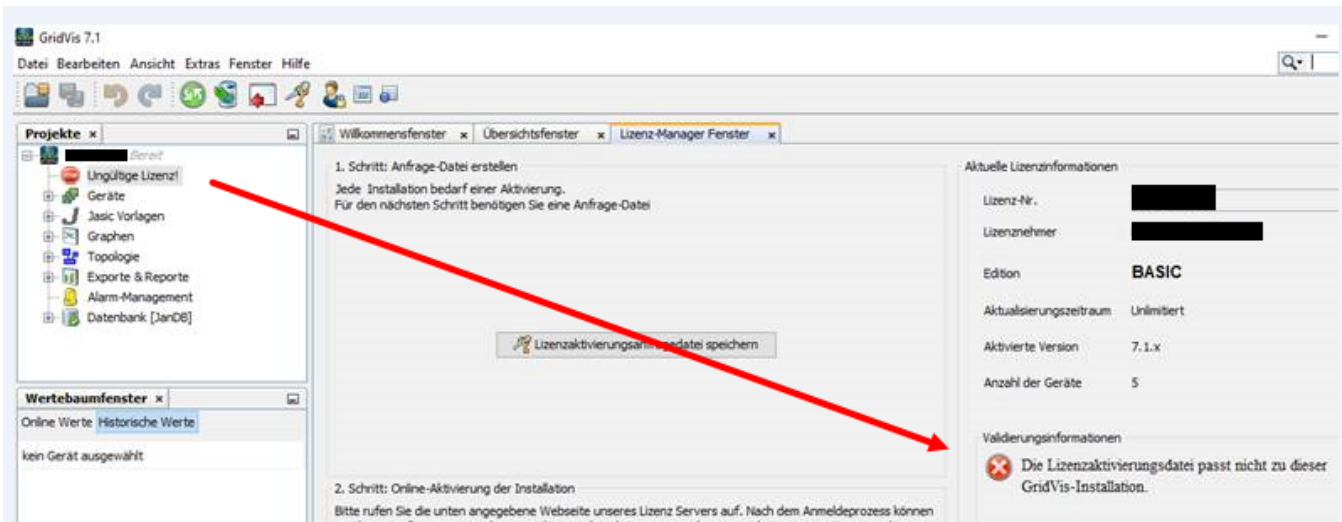 GridVis 7.1
Datei Bearbeiten Ansicht Extras Fenster Hilfe
Projekte
Bereit
Ungültige Lizenz!
Geräte
Jasic Vorlagen
Graphen
Topologie
Exporte & Reporte
Alarm-Management
Datenbank [JanDB]
Wertebaumfenster
Online Werte Historische Werte
kein Gerät ausgewählt
Willkommensfenster Übersichtsfenster Lizenz-Manager Fenster
1. Schritt: Anfrage-Datei erstellen
Jede Installation bedarf einer Aktivierung.
Für den nächsten Schritt benötigen Sie eine Anfrage-Datei
Lizenzaktivierungsanfragedatei speichern
2. Schritt: Online-Aktivierung der Installation
Bitte rufen Sie die unten angegebene Webseite unseres Lizenz Servers auf. Nach dem Anmeldeprozess können
Aktuelle Lizenzinformationen
Lizenz-Nr.
Lizenznehmer
Edition BASIC
Aktualisierungszeitraum Unlimitiert
Aktivierte Version 7.1.x
Anzahl der Geräte 5
Validierungsinformationen
Die Lizenzaktivierungsdatei passt nicht zu dieser
GridVis-Installation.